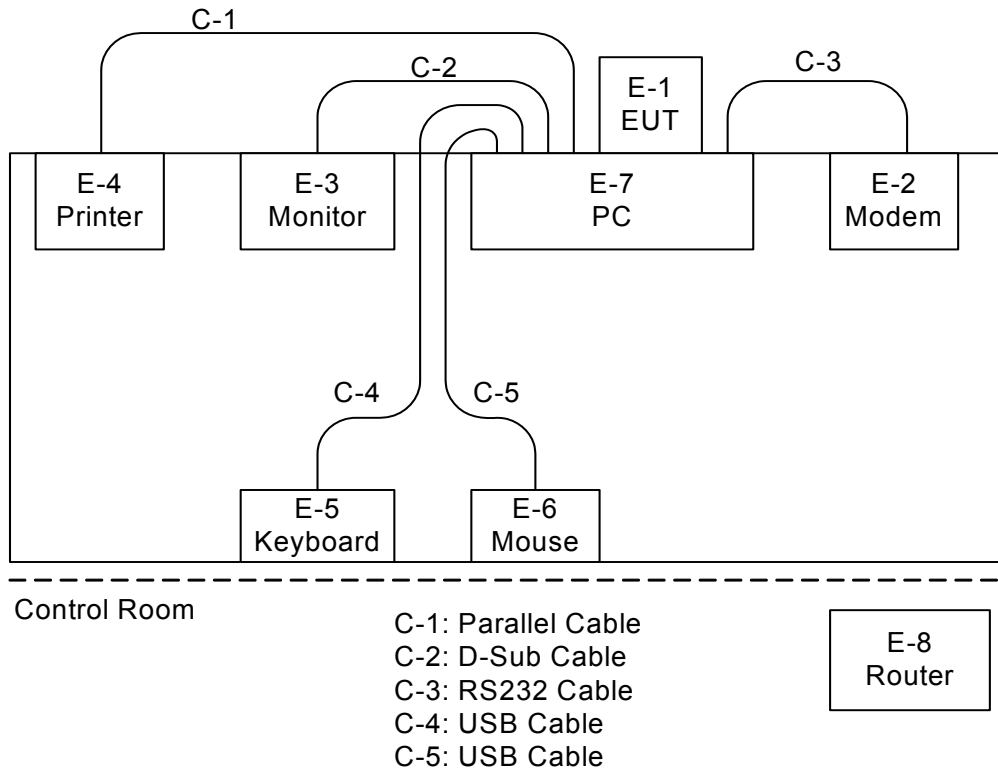 C-1
C-2
C-3
E-1
EUT
E-4
Printer
E-3
Monitor
E-7
PC
E-2
Modem
C-4
C-5
E-5
Keyboard
E-6
Mouse
Control Room
C-1: Parallel Cable
C-2: D-Sub Cable
C-3: RS232 Cable
C-4: USB Cable
C-5: USB Cable
E-8
Router